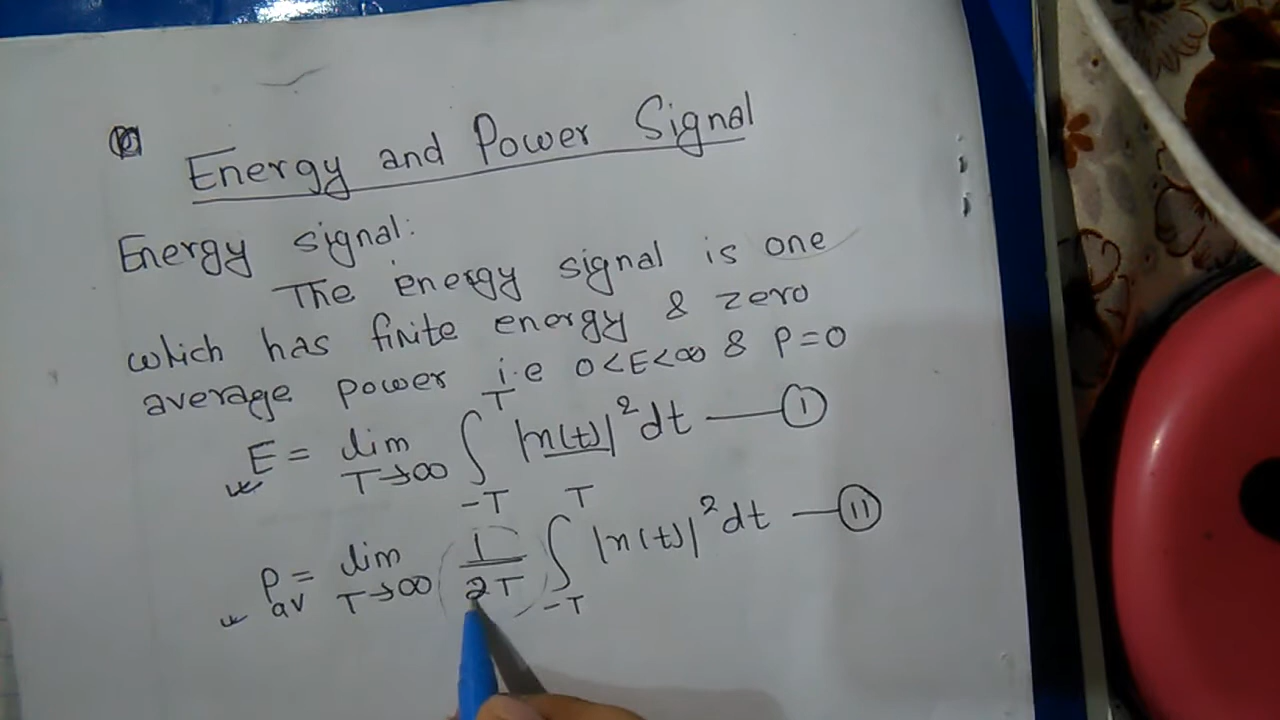 Energy and Power Signal
Energy signal:
The energy signal is one
which has finite energy & zero
average power i.e 0<E<∞ & P=0
E = lim T→∞ ∫ -T T |x(t)|² dt — (I)
P av = lim T→∞ 1/2T ∫ -T T |x(t)|² dt — (II)